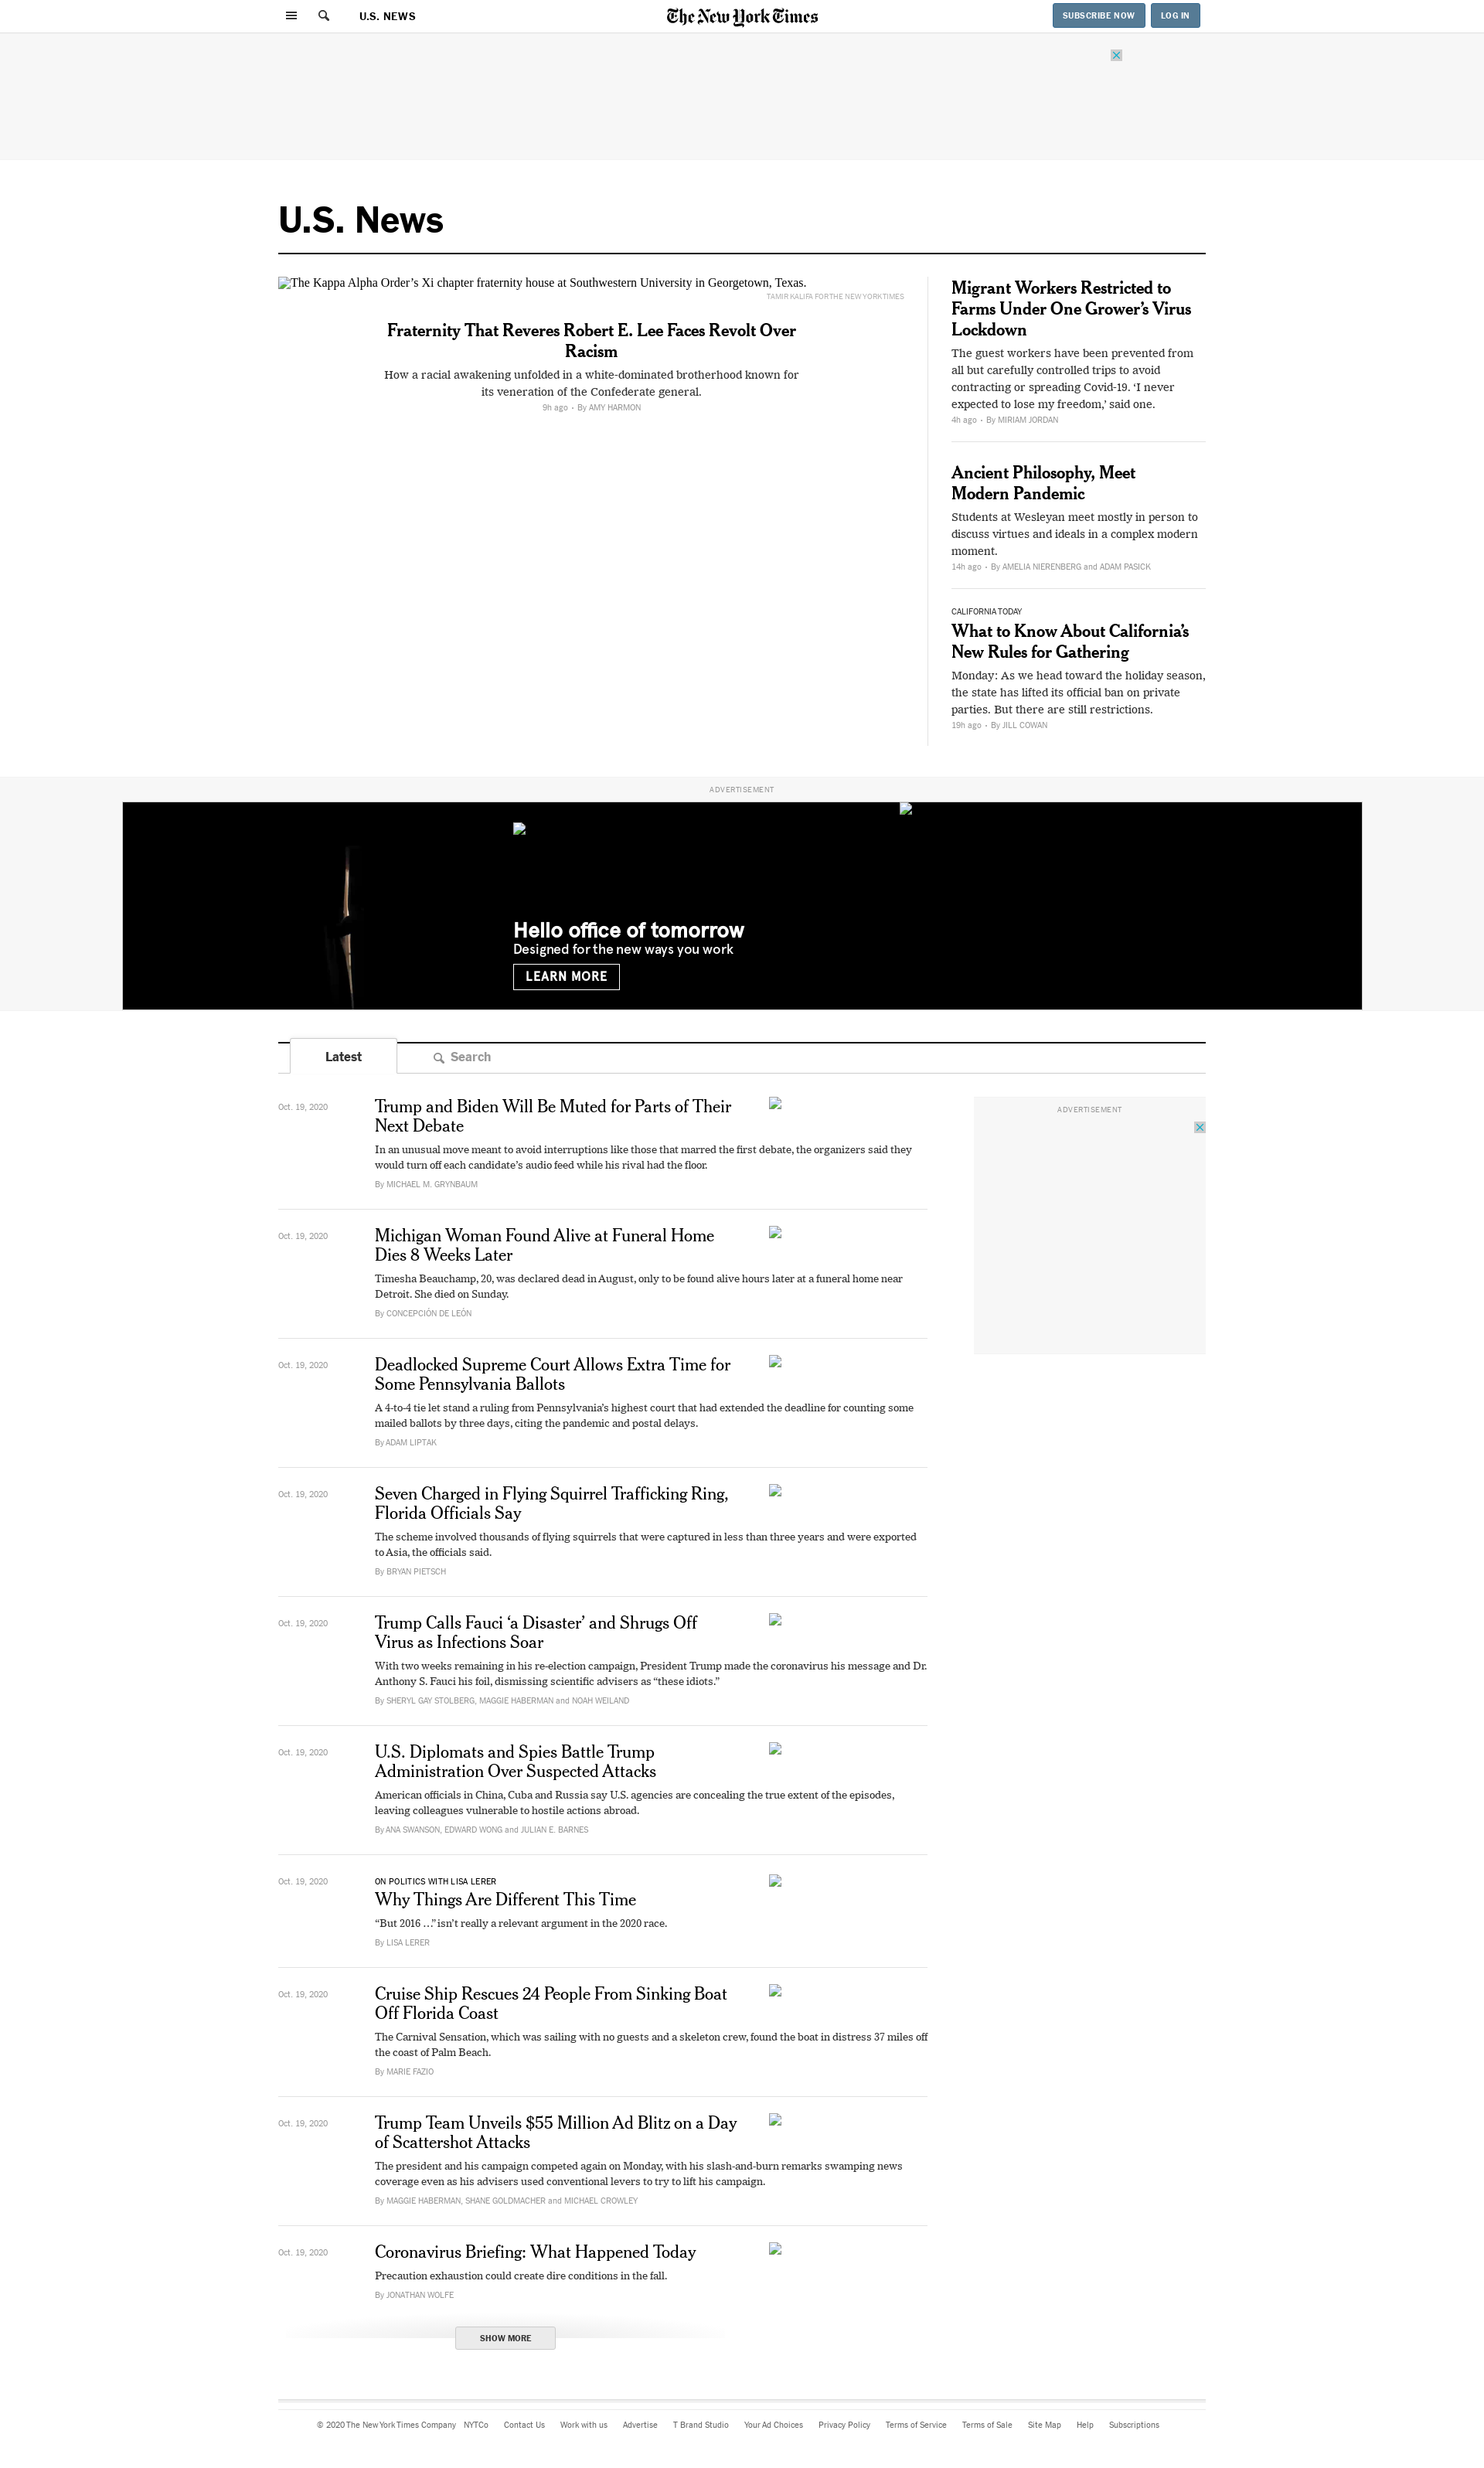 U.S. NEWS
The New York Times
SUBSCRIBE NOW
LOG IN
U.S. News
The Kappa Alpha Order’s Xi chapter fraternity house at Southwestern University in Georgetown, Texas.
TAMIR KALIFA FOR THE NEW YORK TIMES
Fraternity That Reveres Robert E. Lee Faces Revolt Over
Racism
How a racial awakening unfolded in a white-dominated brotherhood known for
its veneration of the Confederate general.
9h ago • By AMY HARMON
Migrant Workers Restricted to
Farms Under One Grower’s Virus
Lockdown
The guest workers have been prevented from
all but carefully controlled trips to avoid
contracting or spreading Covid-19. ‘I never
expected to lose my freedom,’ said one.
4h ago • By MIRIAM JORDAN
Ancient Philosophy, Meet
Modern Pandemic
Students at Wesleyan meet mostly in person to
discuss virtues and ideals in a complex modern
moment.
14h ago • By AMELIA NIERENBERG and ADAM PASICK
CALIFORNIA TODAY
What to Know About California’s
New Rules for Gathering
Monday: As we head toward the holiday season,
the state has lifted its official ban on private
parties. But there are still restrictions.
19h ago • By JILL COWAN
ADVERTISEMENT
Hello office of tomorrow
Designed for the new ways you work
LEARN MORE
Latest
Search
ADVERTISEMENT
Oct. 19, 2020
Trump and Biden Will Be Muted for Parts of Their
Next Debate
In an unusual move meant to avoid interruptions like those that marred the first debate, the organizers said they
would turn off each candidate’s audio feed while his rival had the floor.
By MICHAEL M. GRYNBAUM
Oct. 19, 2020
Michigan Woman Found Alive at Funeral Home
Dies 8 Weeks Later
Timesha Beauchamp, 20, was declared dead in August, only to be found alive hours later at a funeral home near
Detroit. She died on Sunday.
By CONCEPCIÓN DE LEÓN
Oct. 19, 2020
Deadlocked Supreme Court Allows Extra Time for
Some Pennsylvania Ballots
A 4-to-4 tie let stand a ruling from Pennsylvania’s highest court that had extended the deadline for counting some
mailed ballots by three days, citing the pandemic and postal delays.
By ADAM LIPTAK
Oct. 19, 2020
Seven Charged in Flying Squirrel Trafficking Ring,
Florida Officials Say
The scheme involved thousands of flying squirrels that were captured in less than three years and were exported
to Asia, the officials said.
By BRYAN PIETSCH
Oct. 19, 2020
Trump Calls Fauci ‘a Disaster’ and Shrugs Off
Virus as Infections Soar
With two weeks remaining in his re-election campaign, President Trump made the coronavirus his message and Dr.
Anthony S. Fauci his foil, dismissing scientific advisers as “these idiots.”
By SHERYL GAY STOLBERG, MAGGIE HABERMAN and NOAH WEILAND
Oct. 19, 2020
U.S. Diplomats and Spies Battle Trump
Administration Over Suspected Attacks
American officials in China, Cuba and Russia say U.S. agencies are concealing the true extent of the episodes,
leaving colleagues vulnerable to hostile actions abroad.
By ANA SWANSON, EDWARD WONG and JULIAN E. BARNES
Oct. 19, 2020
ON POLITICS WITH LISA LERER
Why Things Are Different This Time
“But 2016 …” isn’t really a relevant argument in the 2020 race.
By LISA LERER
Oct. 19, 2020
Cruise Ship Rescues 24 People From Sinking Boat
Off Florida Coast
The Carnival Sensation, which was sailing with no guests and a skeleton crew, found the boat in distress 37 miles off
the coast of Palm Beach.
By MARIE FAZIO
Oct. 19, 2020
Trump Team Unveils $55 Million Ad Blitz on a Day
of Scattershot Attacks
The president and his campaign competed again on Monday, with his slash-and-burn remarks swamping news
coverage even as his advisers used conventional levers to try to lift his campaign.
By MAGGIE HABERMAN, SHANE GOLDMACHER and MICHAEL CROWLEY
Oct. 19, 2020
Coronavirus Briefing: What Happened Today
Precaution exhaustion could create dire conditions in the fall.
By JONATHAN WOLFE
SHOW MORE
© 2020 The New York Times Company NYTCo Contact Us Work with us Advertise T Brand Studio Your Ad Choices Privacy Policy Terms of Service Terms of Sale Site Map Help Subscriptions